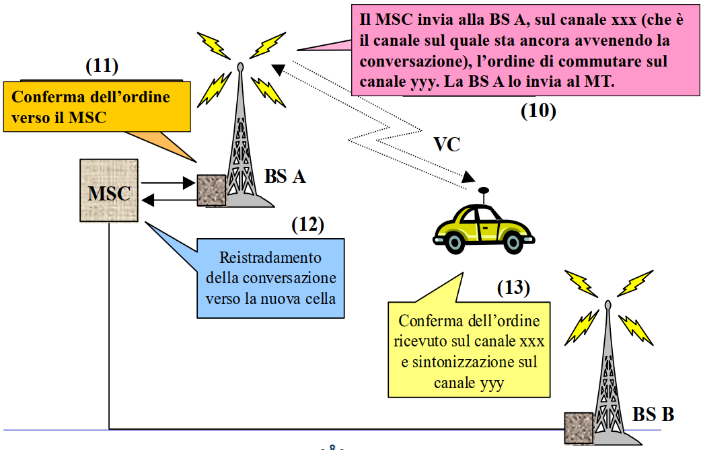 Il MSC invia alla BS A, sul canale xxx (che è
il canale sul quale sta ancora avvenendo la
conversazione), l'ordine di commutare sul
canale yyy. La BS A lo invia al MT.
(10)
(11)
Conferma dell'ordine
verso il MSC
VC
BS A
MSC
(12)
Reistradamento
della conversazione
verso la nuova cella
(13)
Conferma dell'ordine
ricevuto sul canale xxx
e sintonizzazione sul
canale yyy
BS B